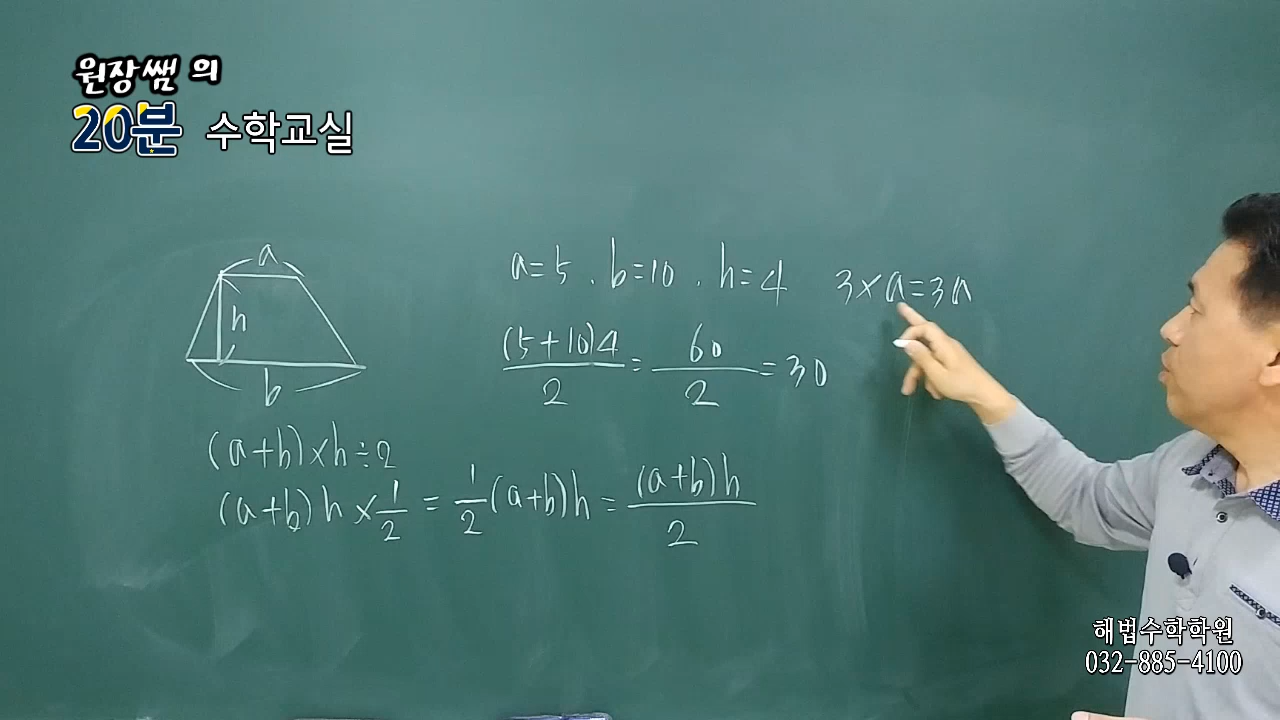 원장쌤 의
20분 수학교실
a
h
b
a=5 . b=10 . h=4
3×a=3a
(5+10)4/2 = 60/2 = 30
(a+b)×h÷2
(a+b)h×1/2 = 1/2(a+b)h = (a+b)h/2
해법수학학원
032-885-4100